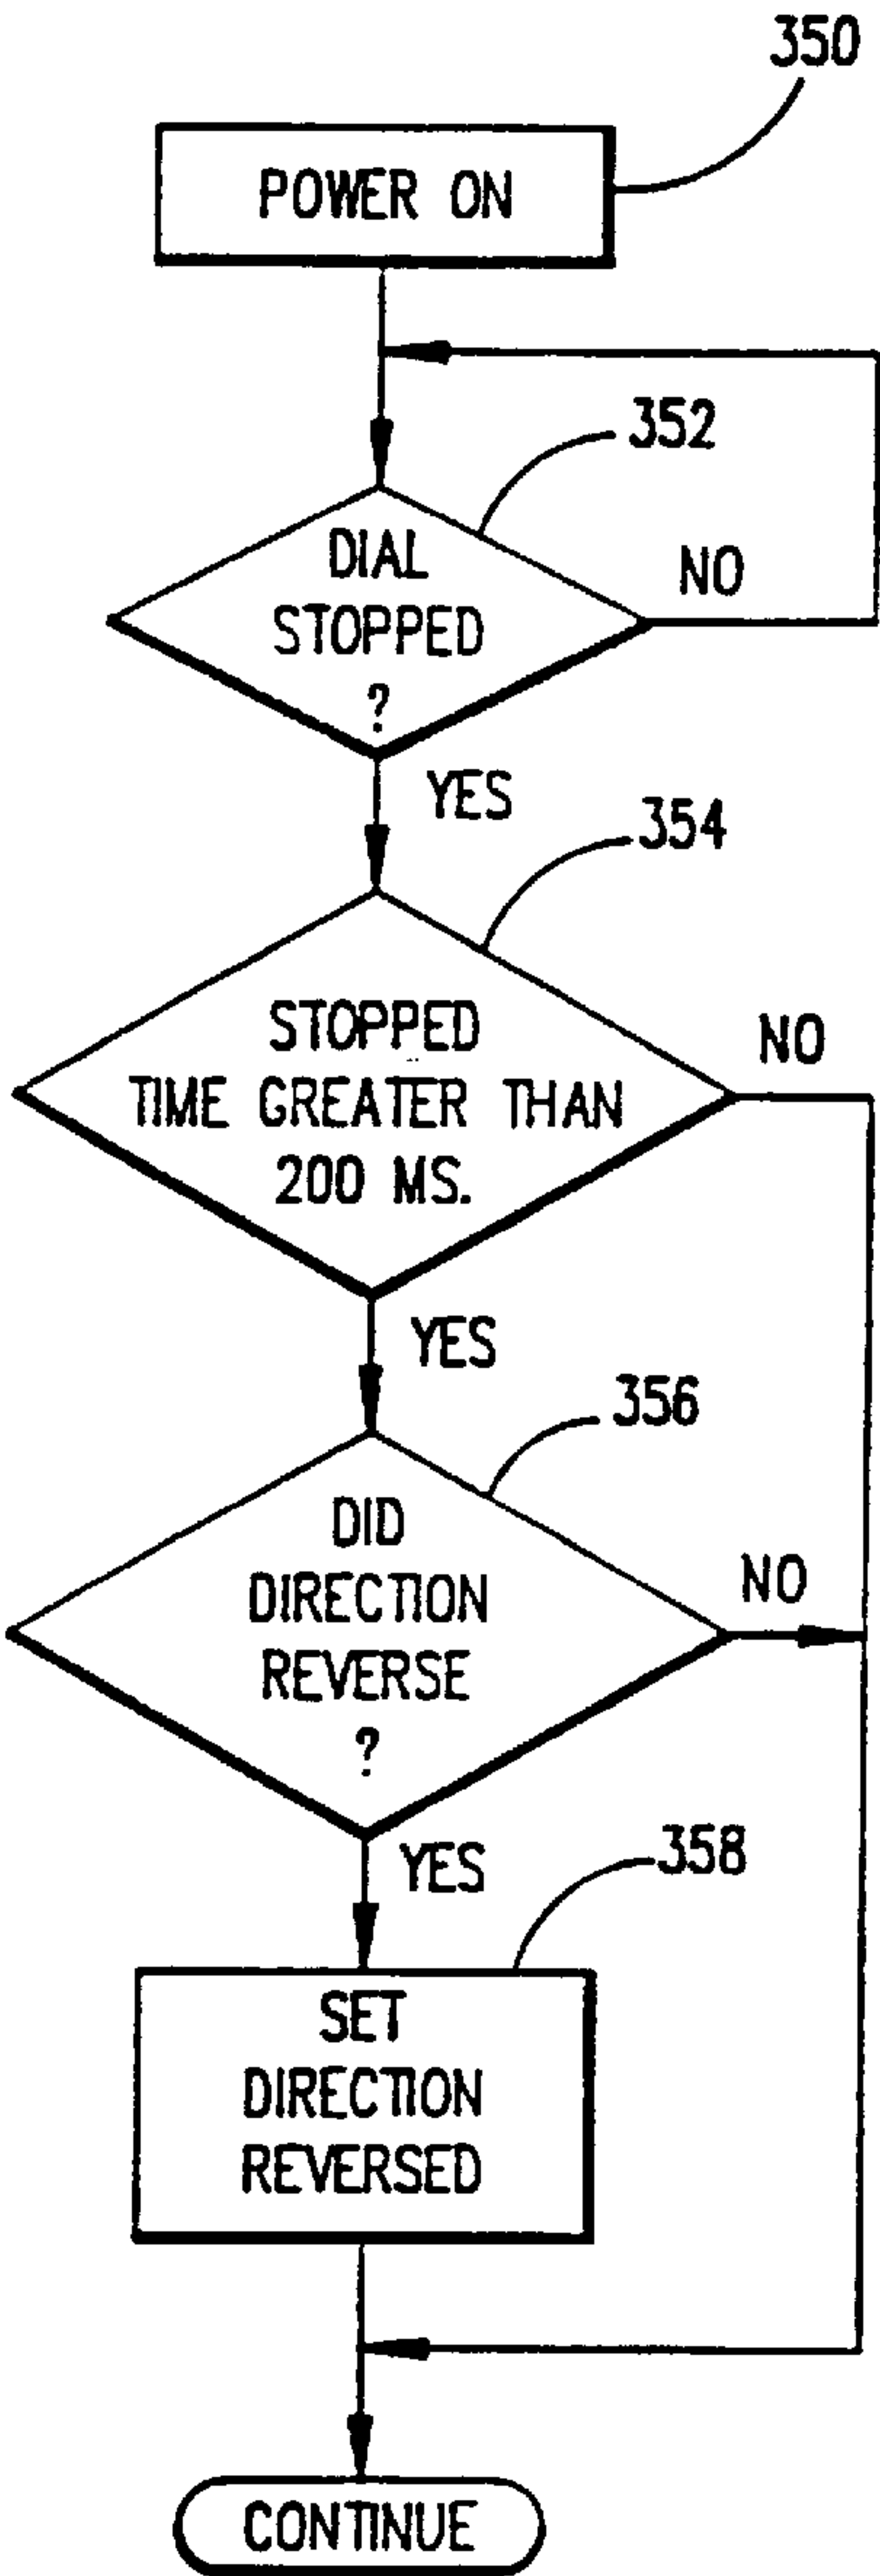 350
POWER ON
352
DIAL
STOPPED
?
NO
YES
354
STOPPED
TIME GREATER THAN
200 MS.
NO
YES
356
DID
DIRECTION
REVERSE
?
NO
YES
358
SET
DIRECTION
REVERSED
CONTINUE